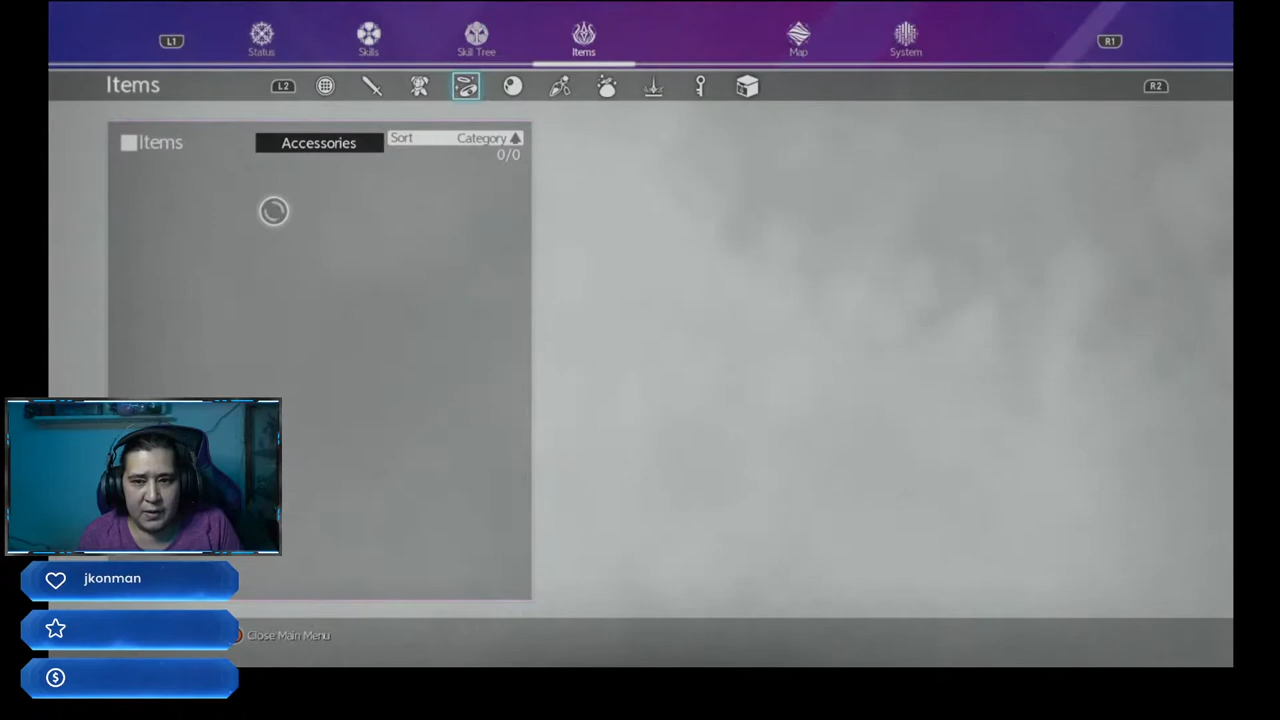 L1 Status Skills Skill Tree Items Map System R1
Items L2 R2
Items Accessories Sort Category
0/0
jkonman
Close Main Menu